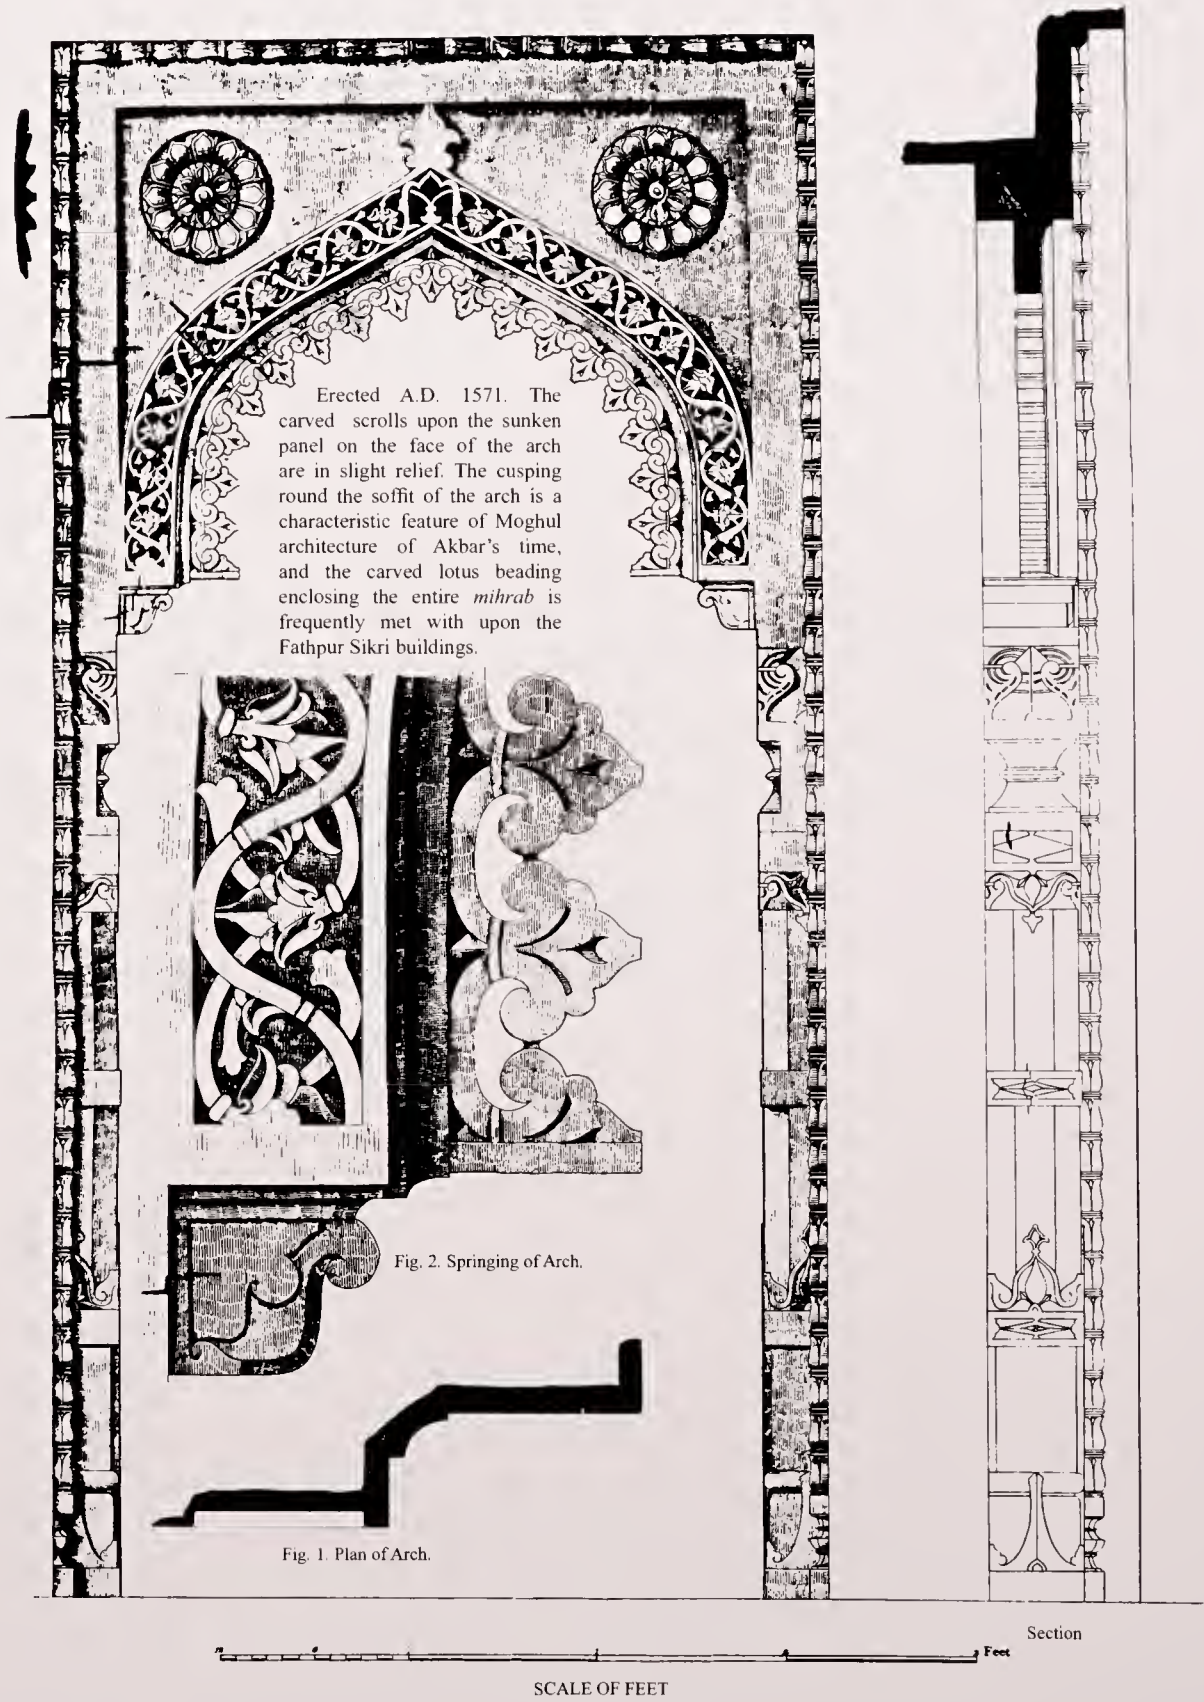 Erected A.D. 1571. The
carved scrolls upon the sunken
panel on the face of the arch
are in slight relief. The cusping
round the soffit of the arch is a
characteristic feature of Moghul
architecture of Akbar's time,
and the carved lotus beading
enclosing the entire mihrab is
frequently met with upon the
Fathpur Sikri buildings.
Fig. 2. Springing of Arch.
Fig. 1. Plan of Arch.
Section
Feet
SCALE OF FEET